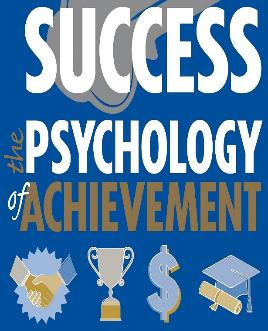 SUCCESS
the PSYCHOLOGY
of ACHIEVEMENT